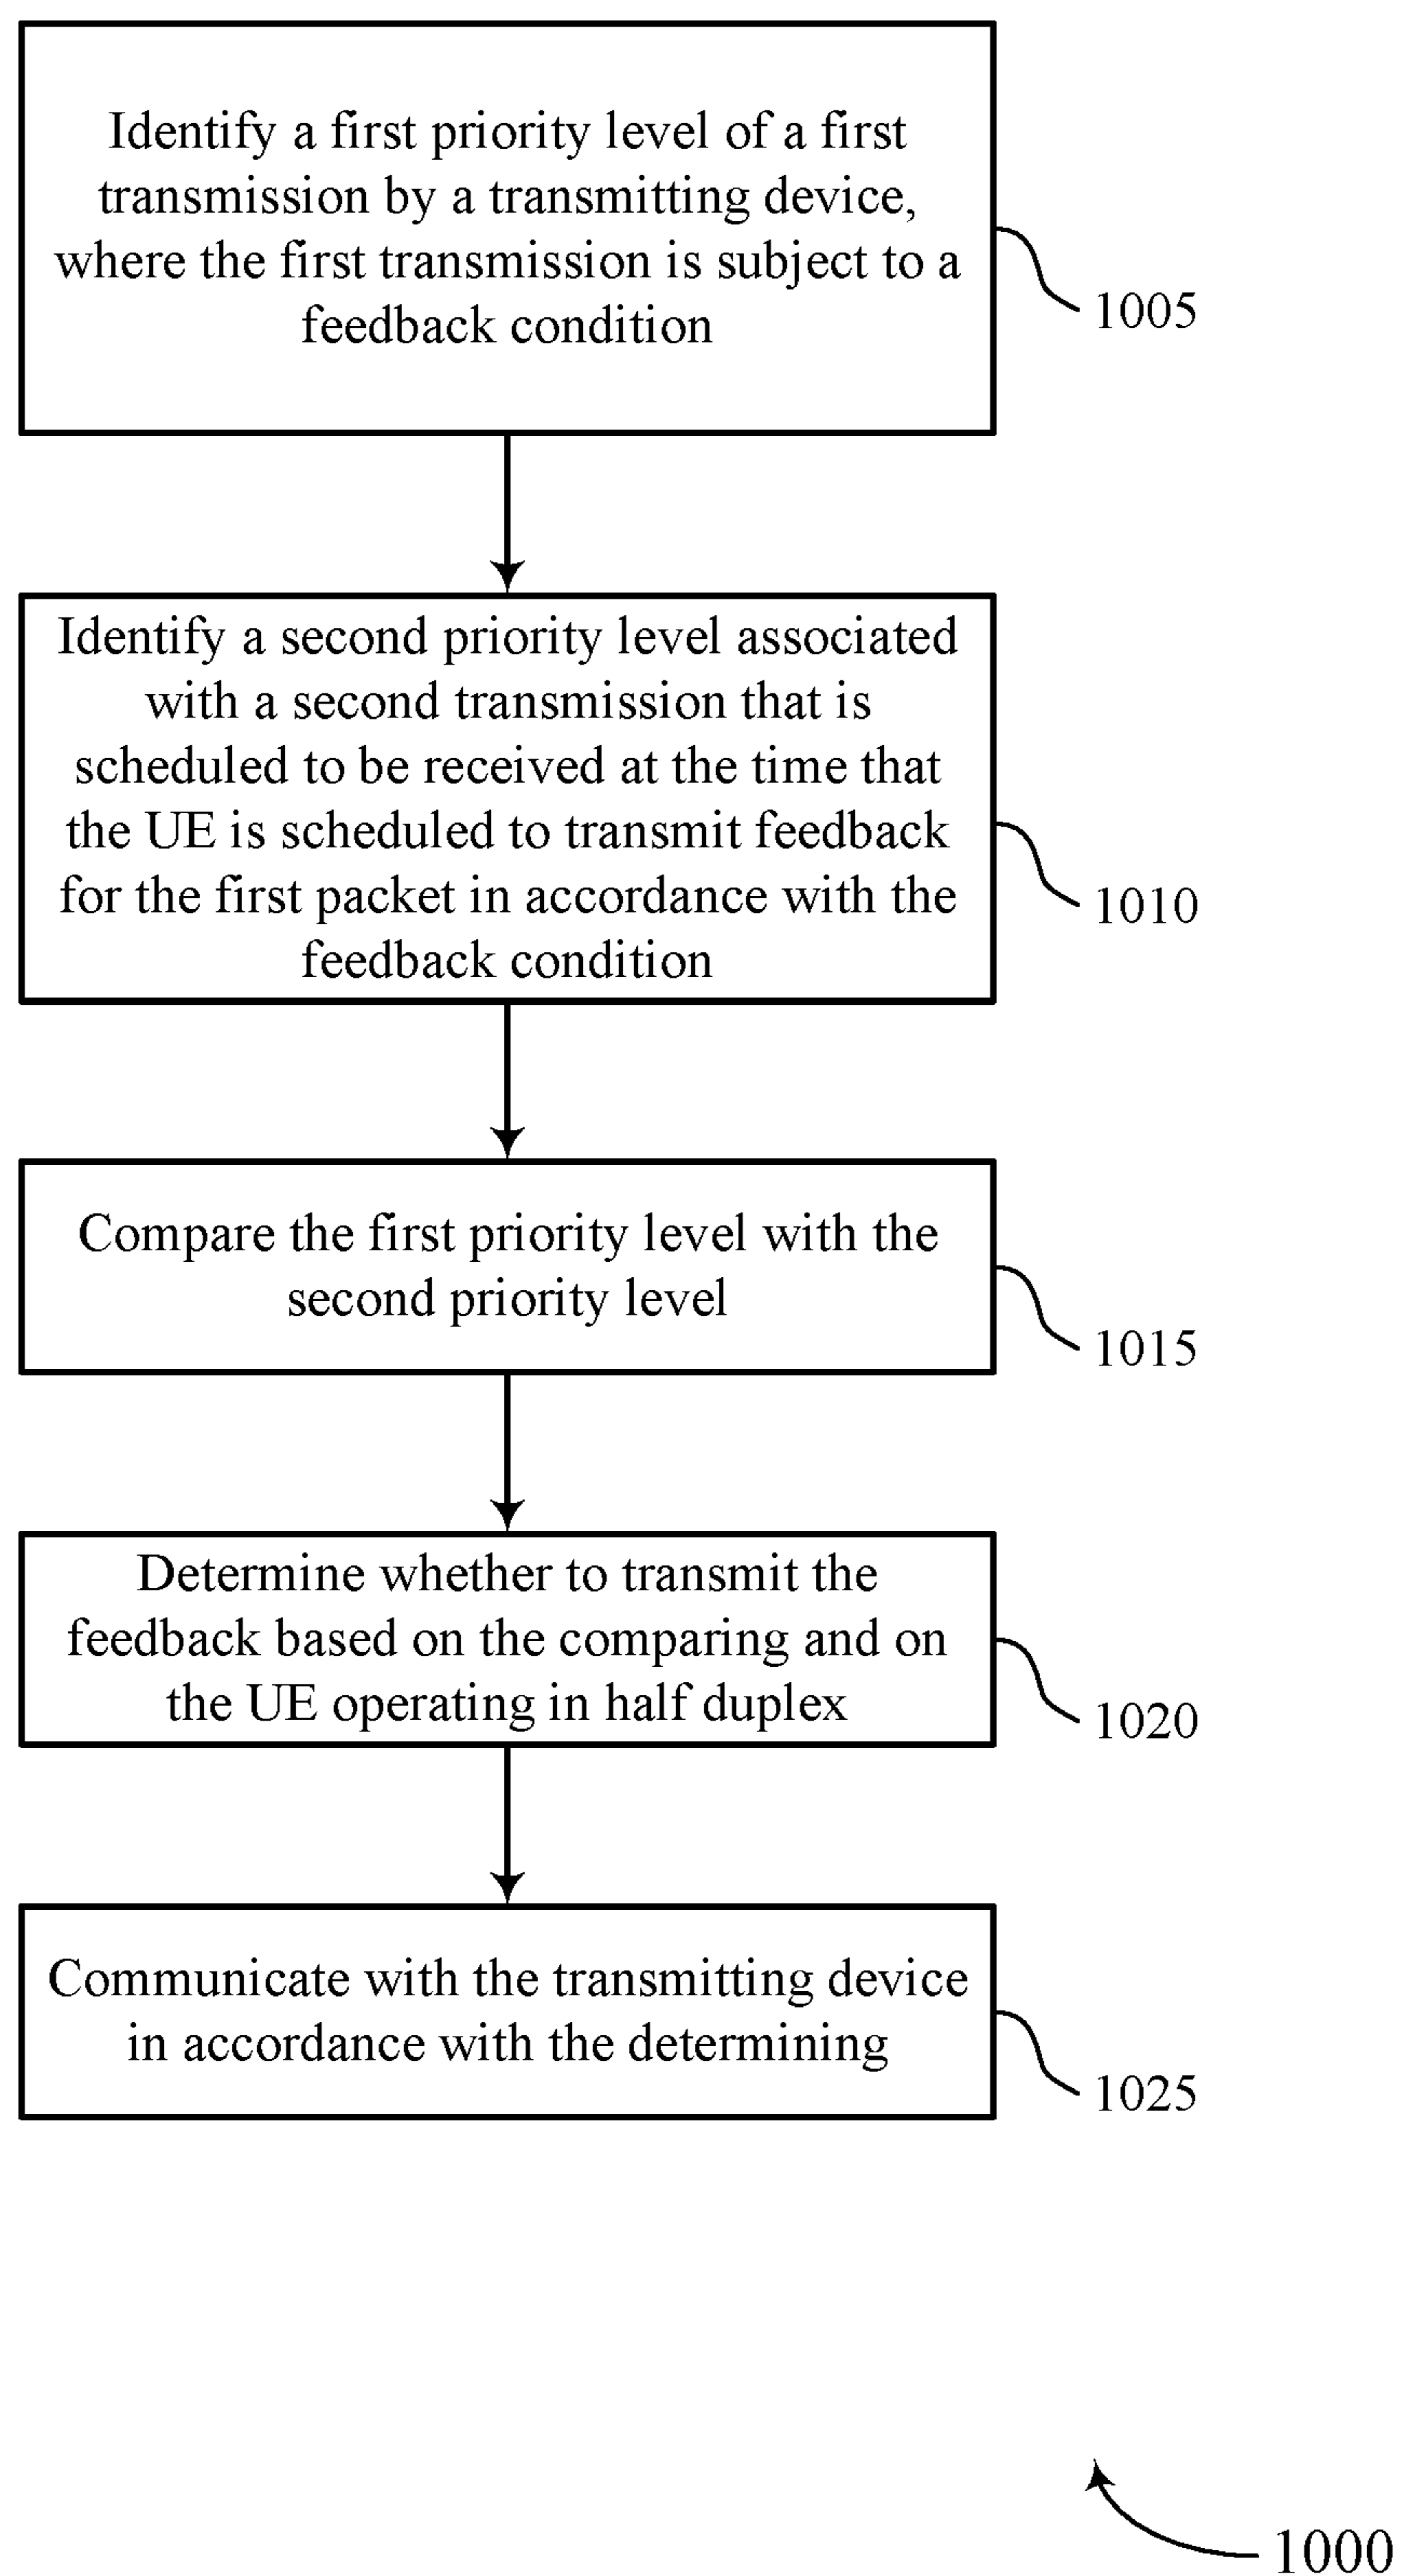 Identify a first priority level of a first
transmission by a transmitting device,
where the first transmission is subject to a
feedback condition
1005
Identify a second priority level associated
with a second transmission that is
scheduled to be received at the time that
the UE is scheduled to transmit feedback
for the first packet in accordance with the
feedback condition
1010
Compare the first priority level with the
second priority level
1015
Determine whether to transmit the
feedback based on the comparing and on
the UE operating in half duplex
1020
Communicate with the transmitting device
in accordance with the determining
1025
1000